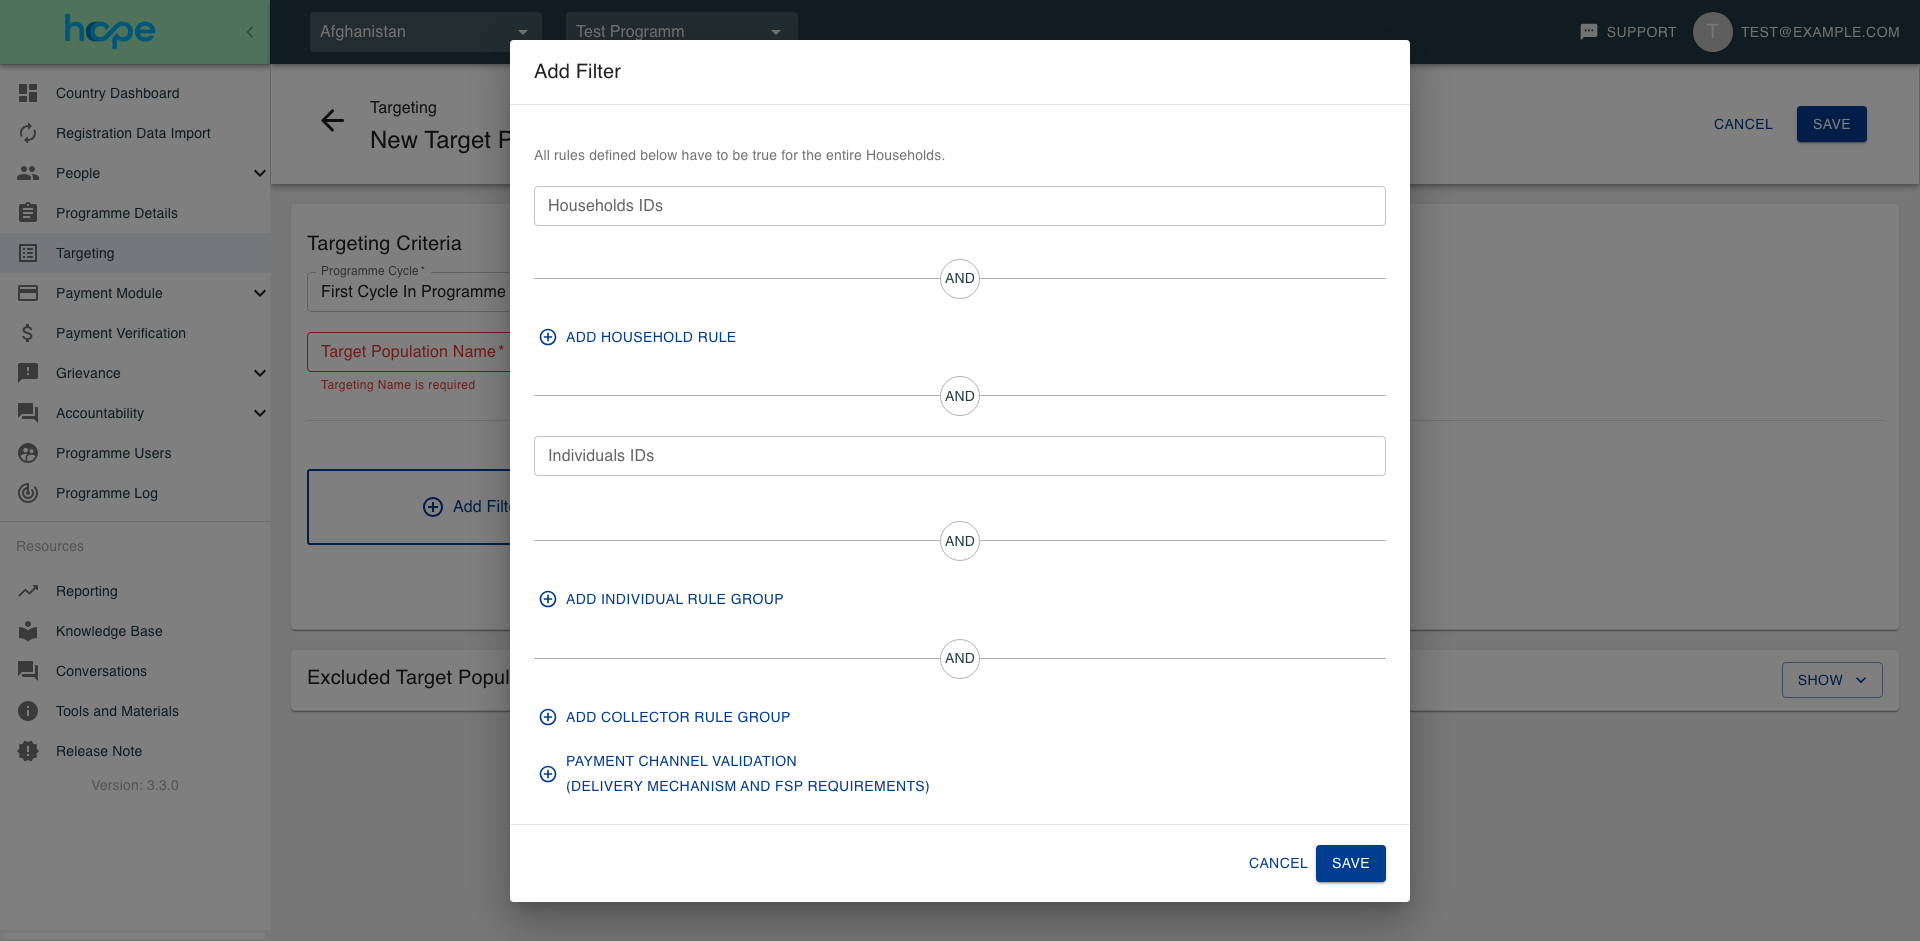 hope
Afghanistan
Test Programm
SUPPORT
T
TEST@EXAMPLE.COM
Country Dashboard
Registration Data Import
People
Programme Details
Targeting
Payment Module
Payment Verification
Grievance
Accountability
Programme Users
Programme Log
Resources
Reporting
Knowledge Base
Conversations
Tools and Materials
Release Note
Version: 3.3.0
Targeting
New Target P
CANCEL
SAVE
Targeting Criteria
Programme Cycle *
First Cycle In Programme
Target Population Name *
Targeting Name is required
Add Filte
Excluded Target Popul
SHOW
Add Filter
All rules defined below have to be true for the entire Households.
Households IDs
AND
ADD HOUSEHOLD RULE
AND
Individuals IDs
AND
ADD INDIVIDUAL RULE GROUP
AND
ADD COLLECTOR RULE GROUP
PAYMENT CHANNEL VALIDATION
(DELIVERY MECHANISM AND FSP REQUIREMENTS)
CANCEL
SAVE